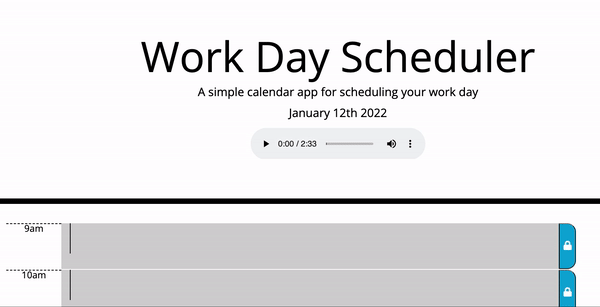 Work Day Scheduler
A simple calendar app for scheduling your work day
January 12th 2022
0:00 / 2:33
9am
10am